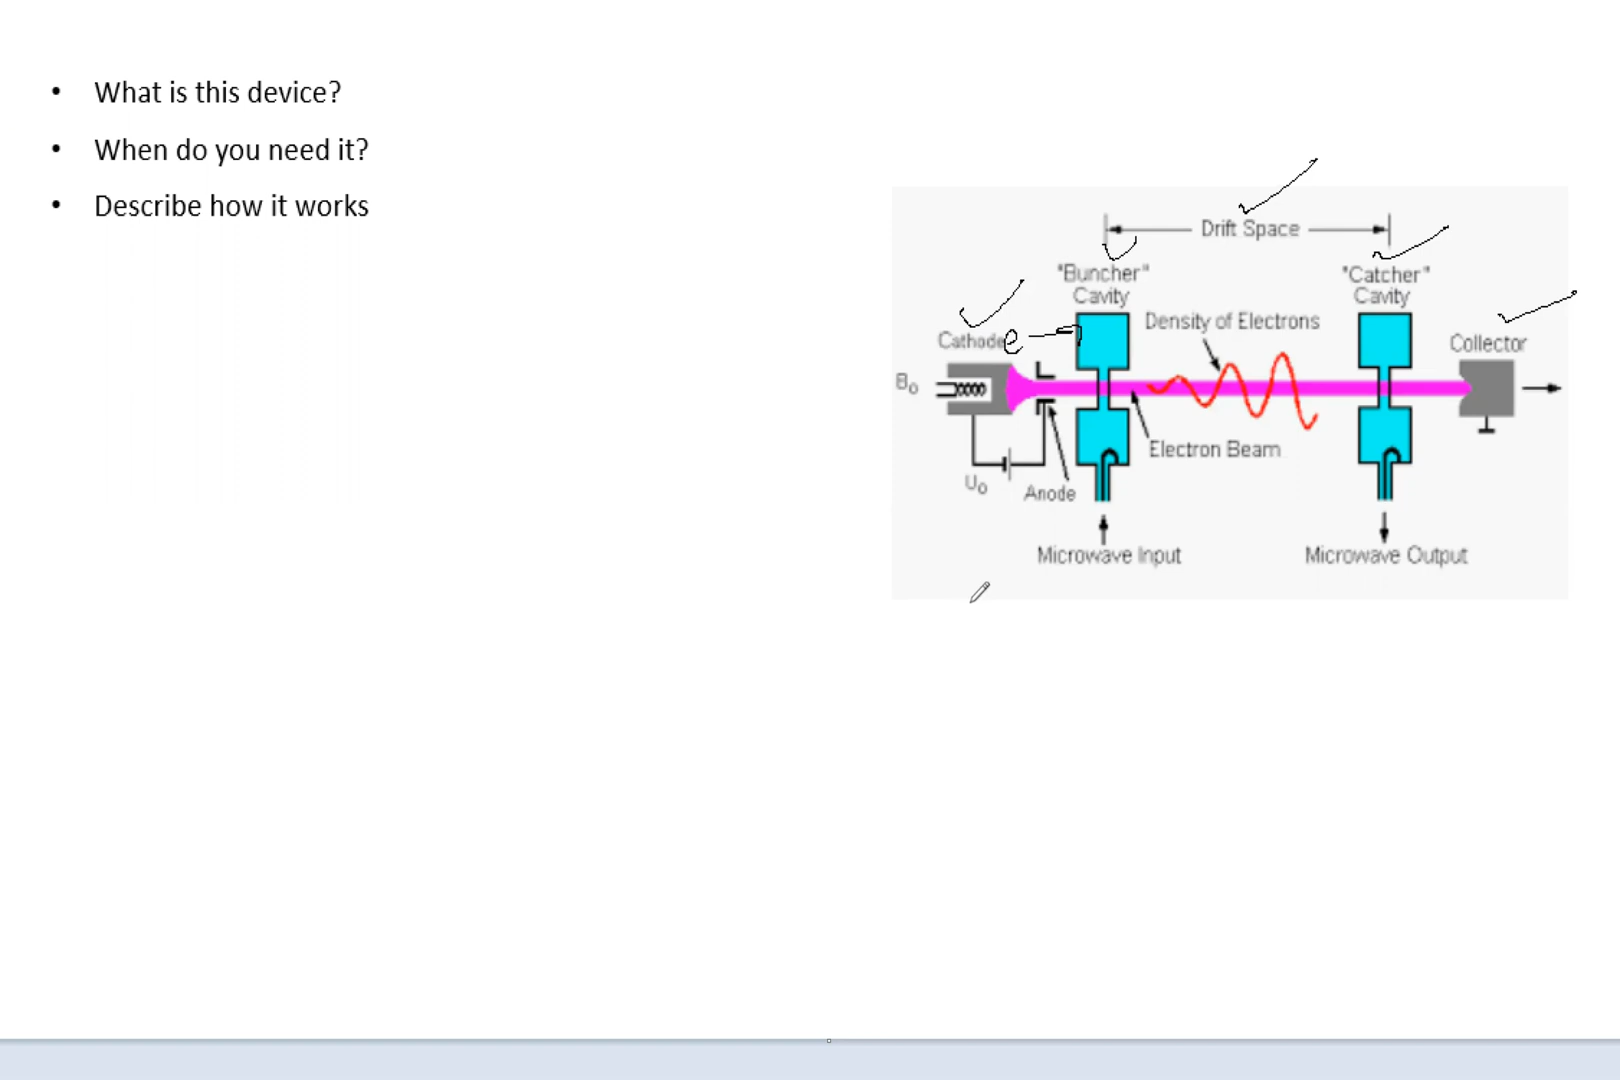 • What is this device?
• When do you need it?
• Describe how it works
Drift Space
"Buncher"
Cavity
"Catcher"
Cavity
Density of Electrons
Cathode
e
Collector
B₀
Electron Beam
U₀
Anode
Microwave Input
Microwave Output